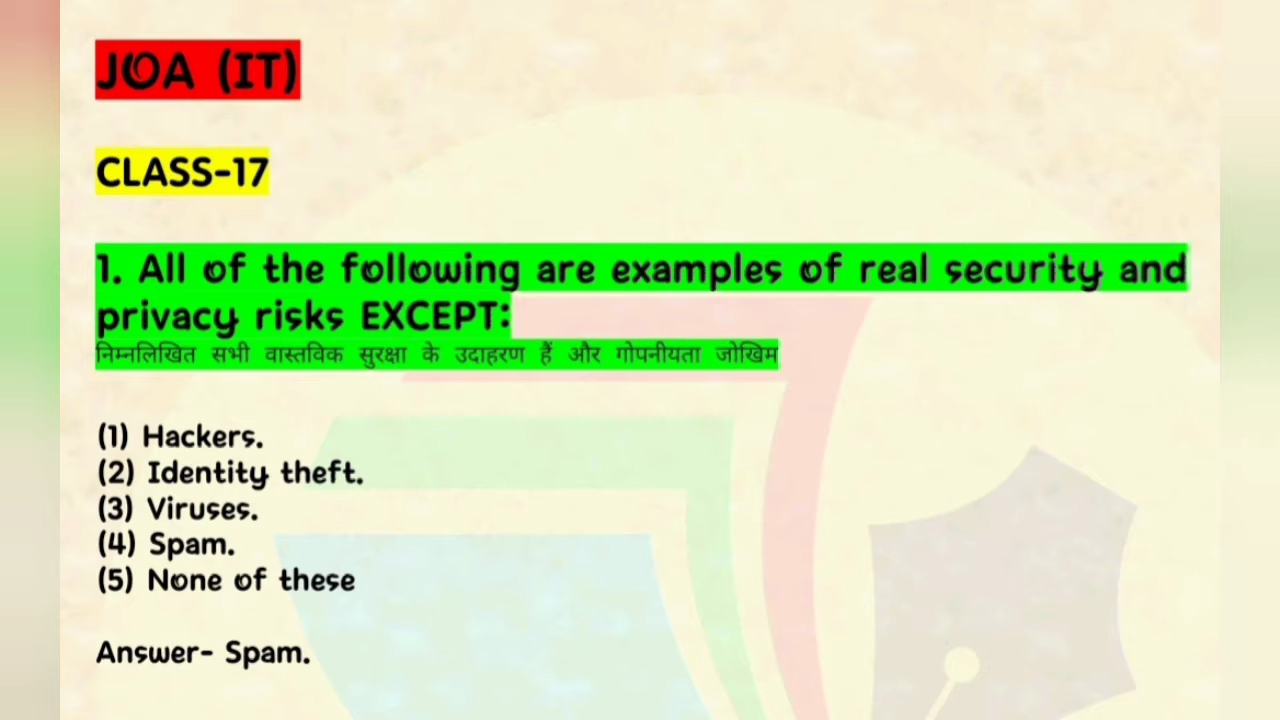 JOA (IT)
CLASS-17
1. All of the following are examples of real security and
privacy risks EXCEPT:
निम्नलिखित सभी वास्तविक सुरक्षा के उदाहरण हैं और गोपनीयता जोखिम
(1) Hackers.
(2) Identity theft.
(3) Viruses.
(4) Spam.
(5) None of these
Answer- Spam.